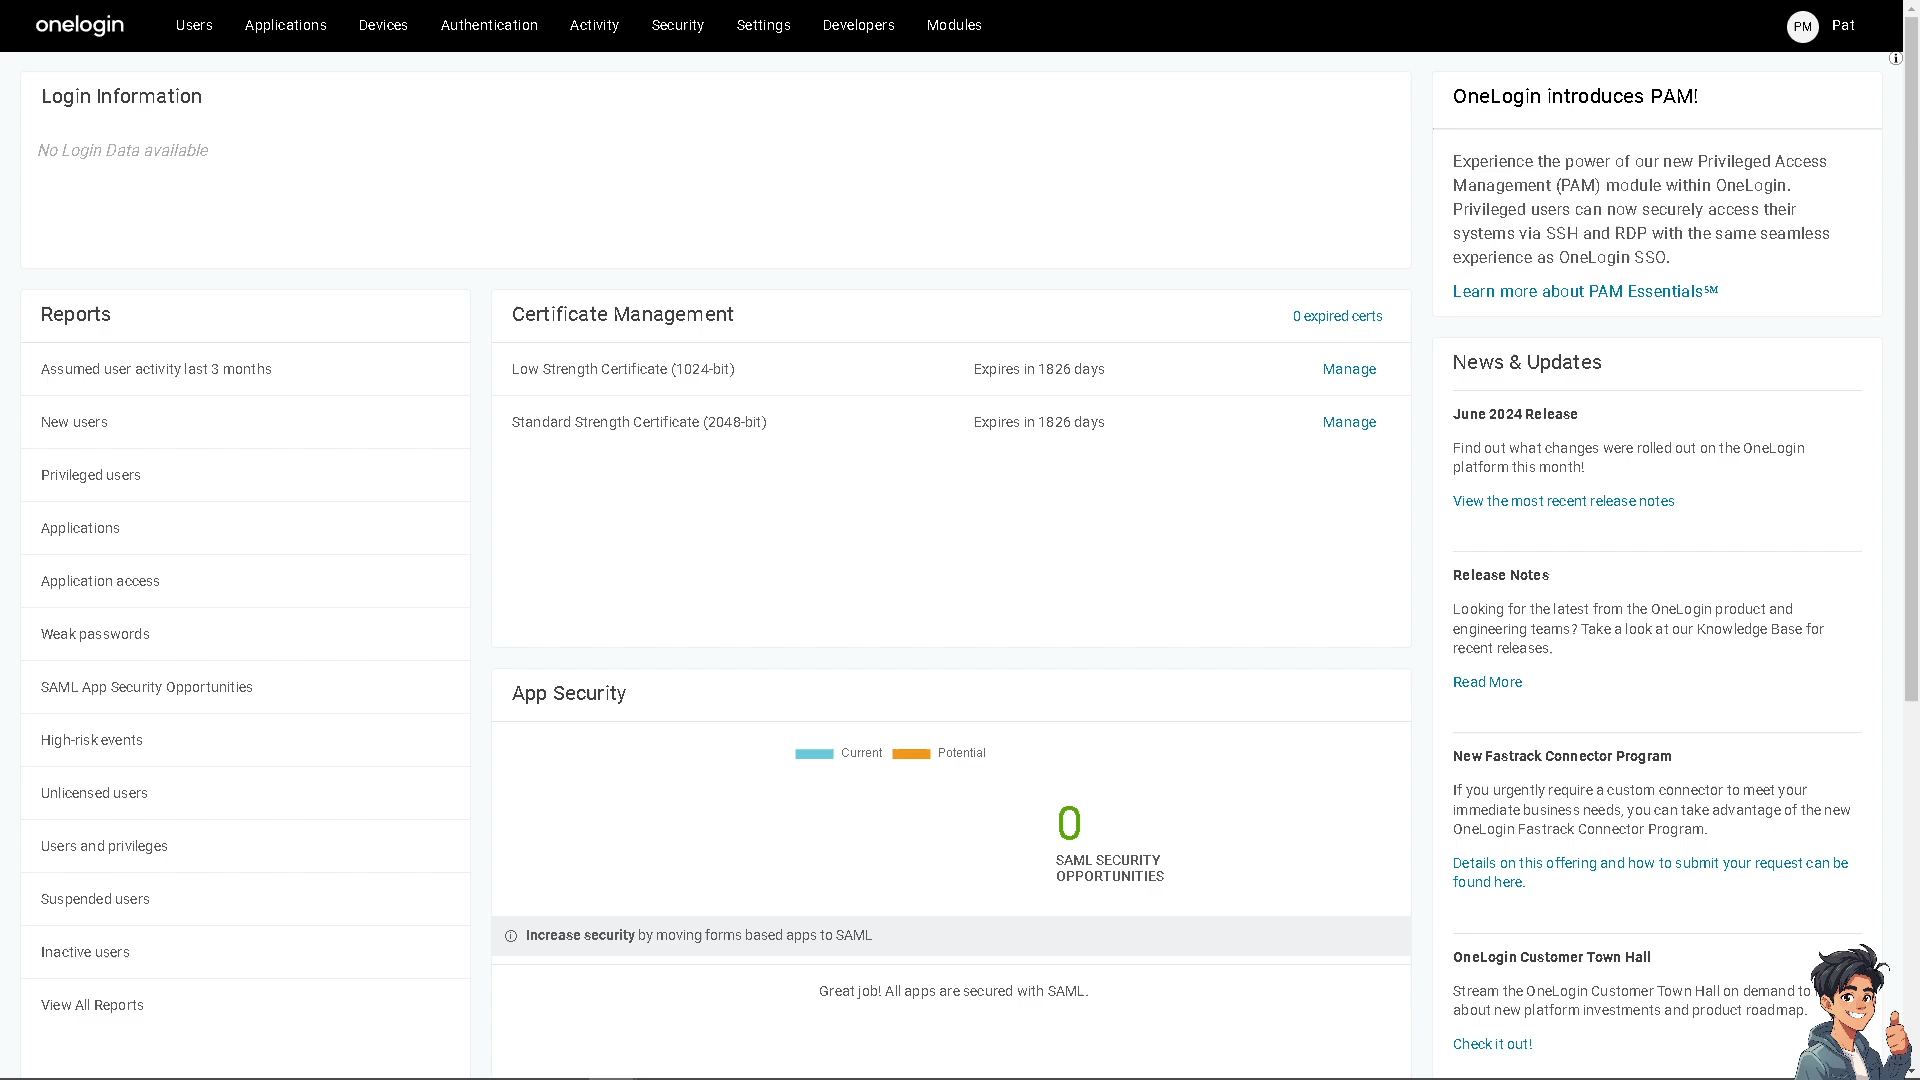 onelogin
Users
Applications
Devices
Authentication
Activity
Security
Settings
Developers
Modules
PM
Pat
Login Information
No Login Data available
Reports
Assumed user activity last 3 months
New users
Privileged users
Applications
Application access
Weak passwords
SAML App Security Opportunities
High-risk events
Unlicensed users
Users and privileges
Suspended users
Inactive users
View All Reports
Certificate Management
0 expired certs
Low Strength Certificate (1024-bit)
Expires in 1826 days
Manage
Standard Strength Certificate (2048-bit)
Expires in 1826 days
Manage
App Security
Current
Potential
0
SAML SECURITY
OPPORTUNITIES
Increase security by moving forms based apps to SAML
Great job! All apps are secured with SAML.
OneLogin introduces PAM!
Experience the power of our new Privileged Access
Management (PAM) module within OneLogin.
Privileged users can now securely access their
systems via SSH and RDP with the same seamless
experience as OneLogin SSO.
Learn more about PAM Essentials℠
News & Updates
June 2024 Release
Find out what changes were rolled out on the OneLogin
platform this month!
View the most recent release notes
Release Notes
Looking for the latest from the OneLogin product and
engineering teams? Take a look at our Knowledge Base for
recent releases.
Read More
New Fastrack Connector Program
If you urgently require a custom connector to meet your
immediate business needs, you can take advantage of the new
OneLogin Fastrack Connector Program.
Details on this offering and how to submit your request can be
found here.
OneLogin Customer Town Hall
Stream the OneLogin Customer Town Hall on demand to
about new platform investments and product roadmap.
Check it out!